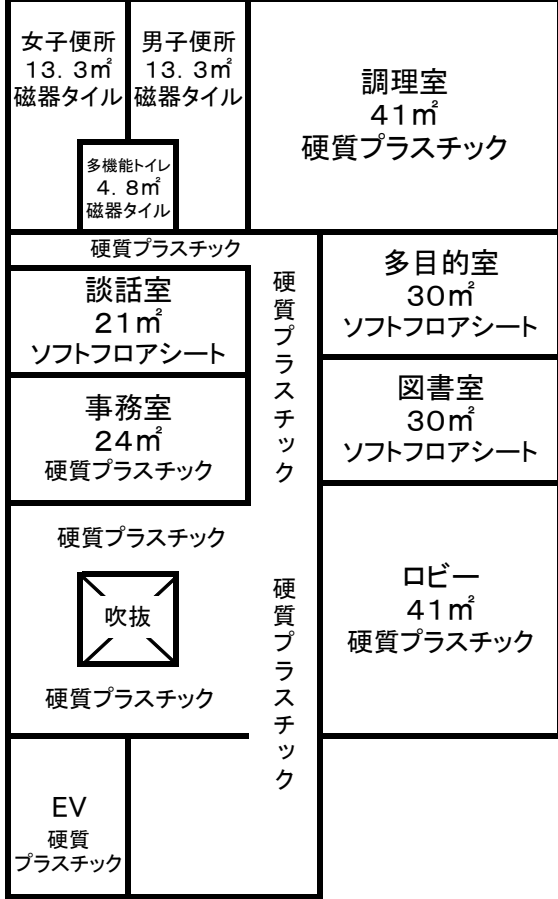 女子便所
13.3㎡
磁器タイル
男子便所
13.3㎡
磁器タイル
調理室
41㎡
硬質プラスチック
多機能トイレ
4.8㎡
磁器タイル
硬質プラスチック
硬質プラスチック
多目的室
30㎡
ソフトフロアシート
談話室
21㎡
ソフトフロアシート
図書室
30㎡
ソフトフロアシート
事務室
24㎡
硬質プラスチック
硬質プラスチック
吹抜
硬質プラスチック
硬質プラスチック
ロビー
41㎡
硬質プラスチック
EV
硬質
プラスチック